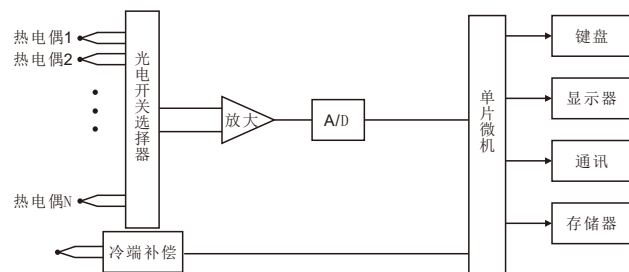 热电偶1
热电偶2
热电偶N
光电开关选择器
放大
A/D
冷端补偿
单片微机
键盘
显示器
通讯
存储器